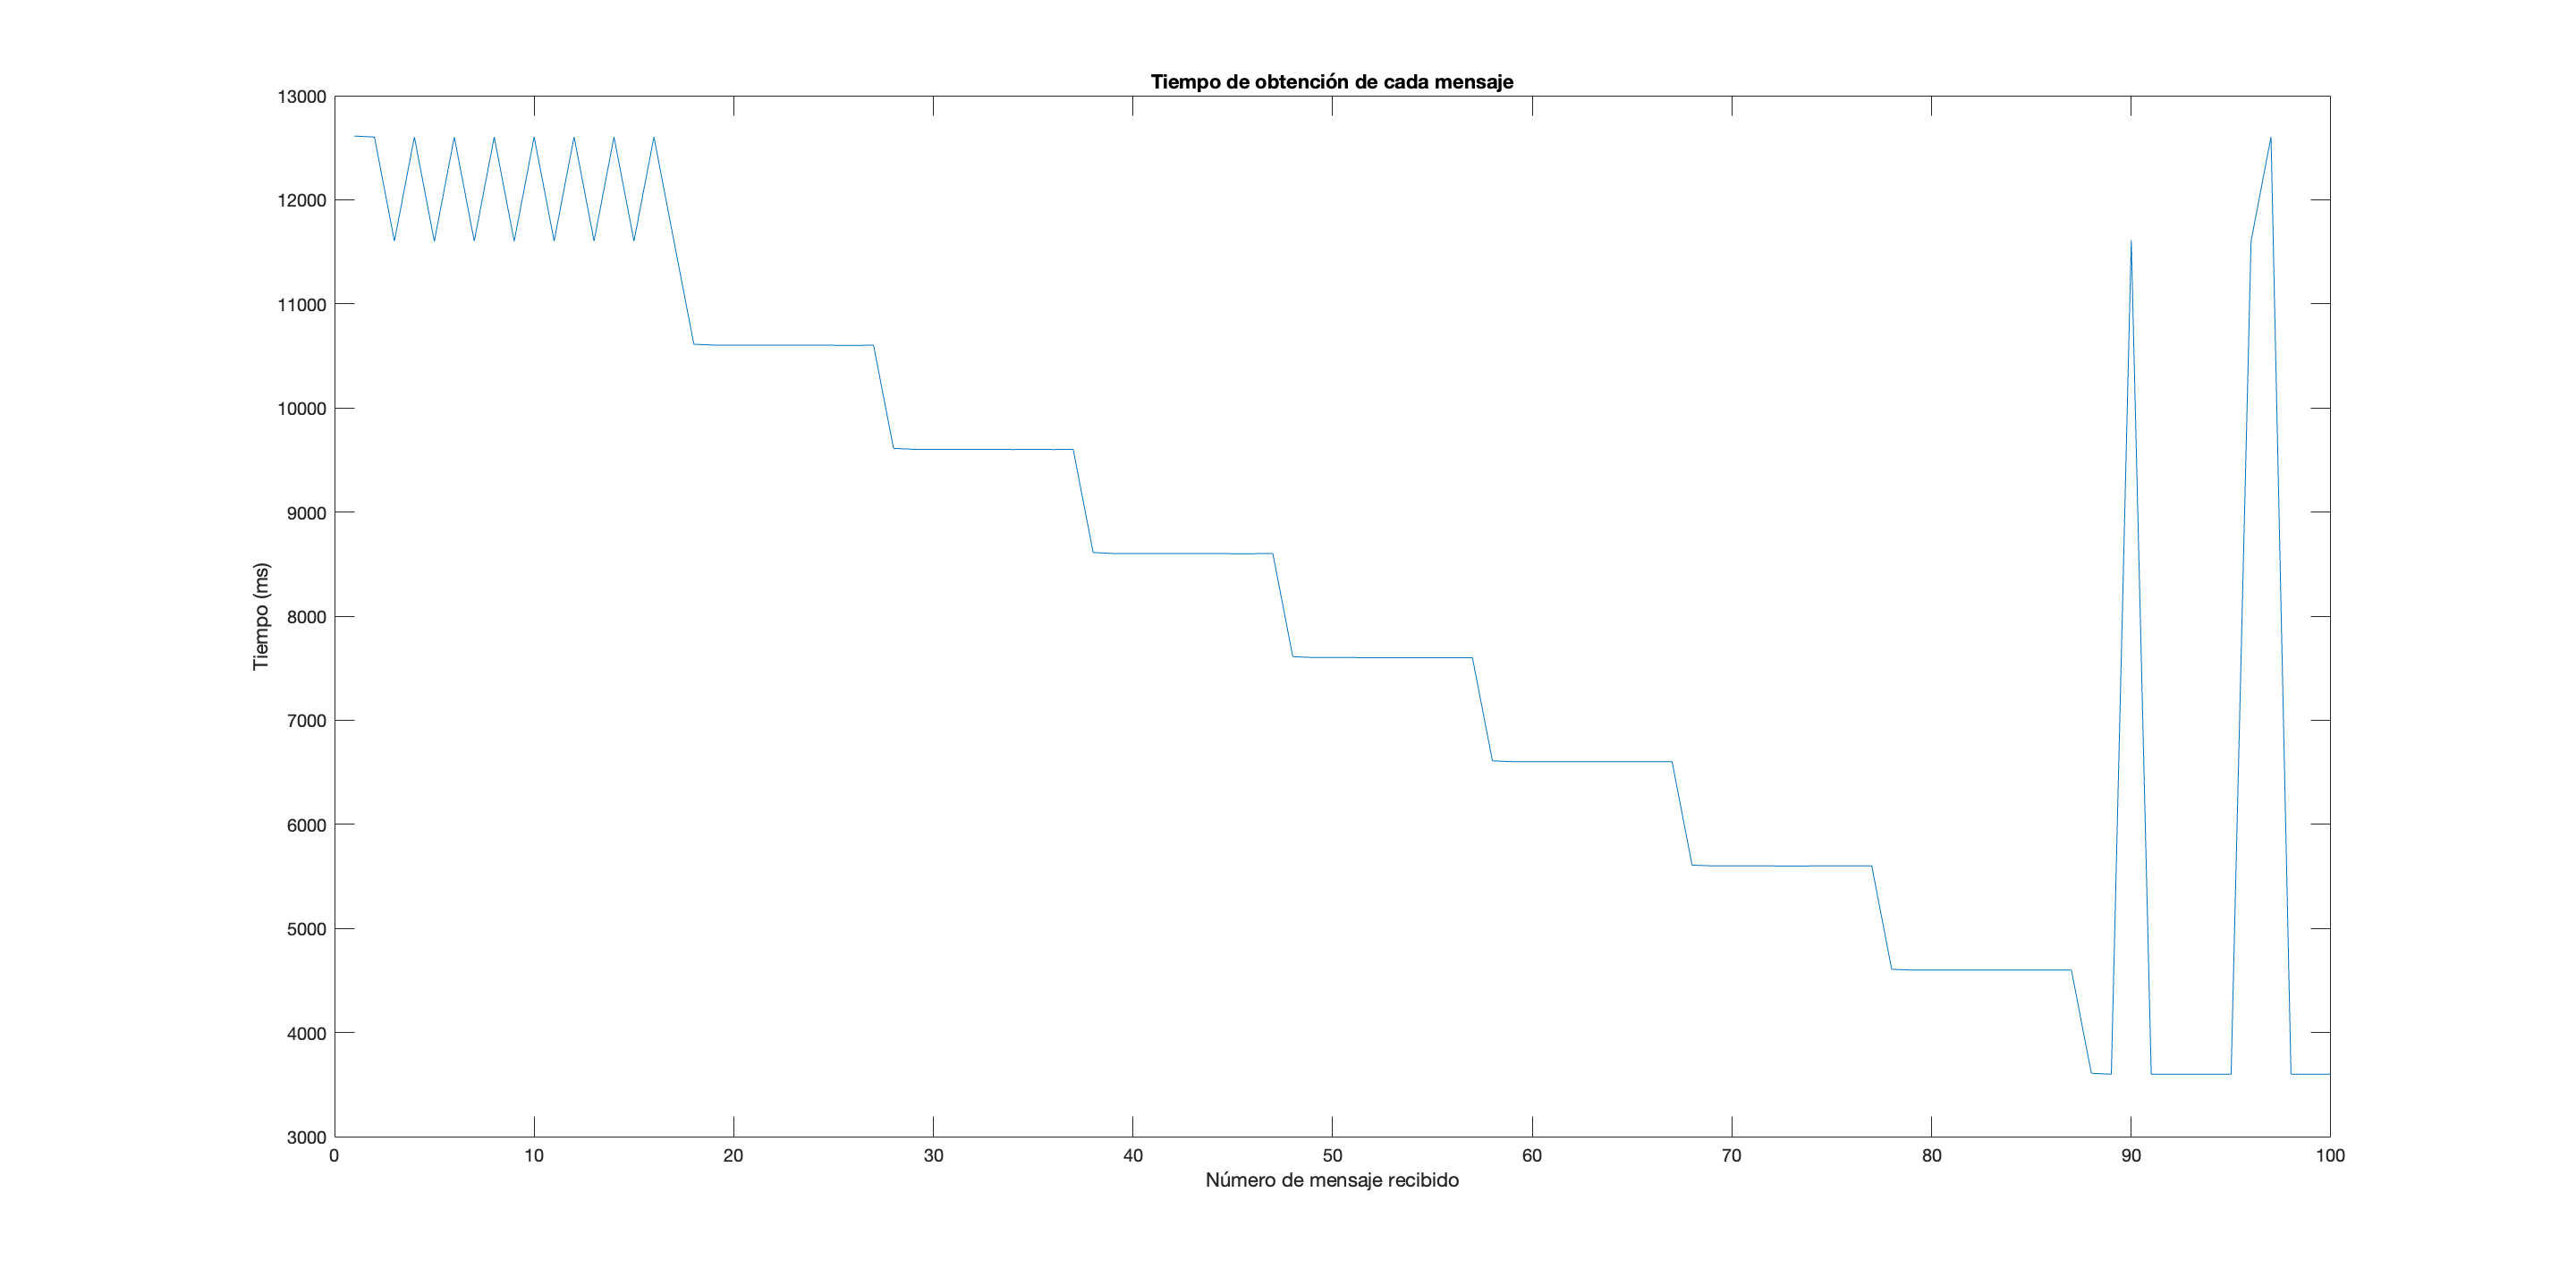 Tiempo de obtención de cada mensaje
13000
12000
11000
10000
9000
8000
7000
6000
5000
4000
3000
Tiempo (ms)
0 10 20 30 40 50 60 70 80 90 100
Número de mensaje recibido